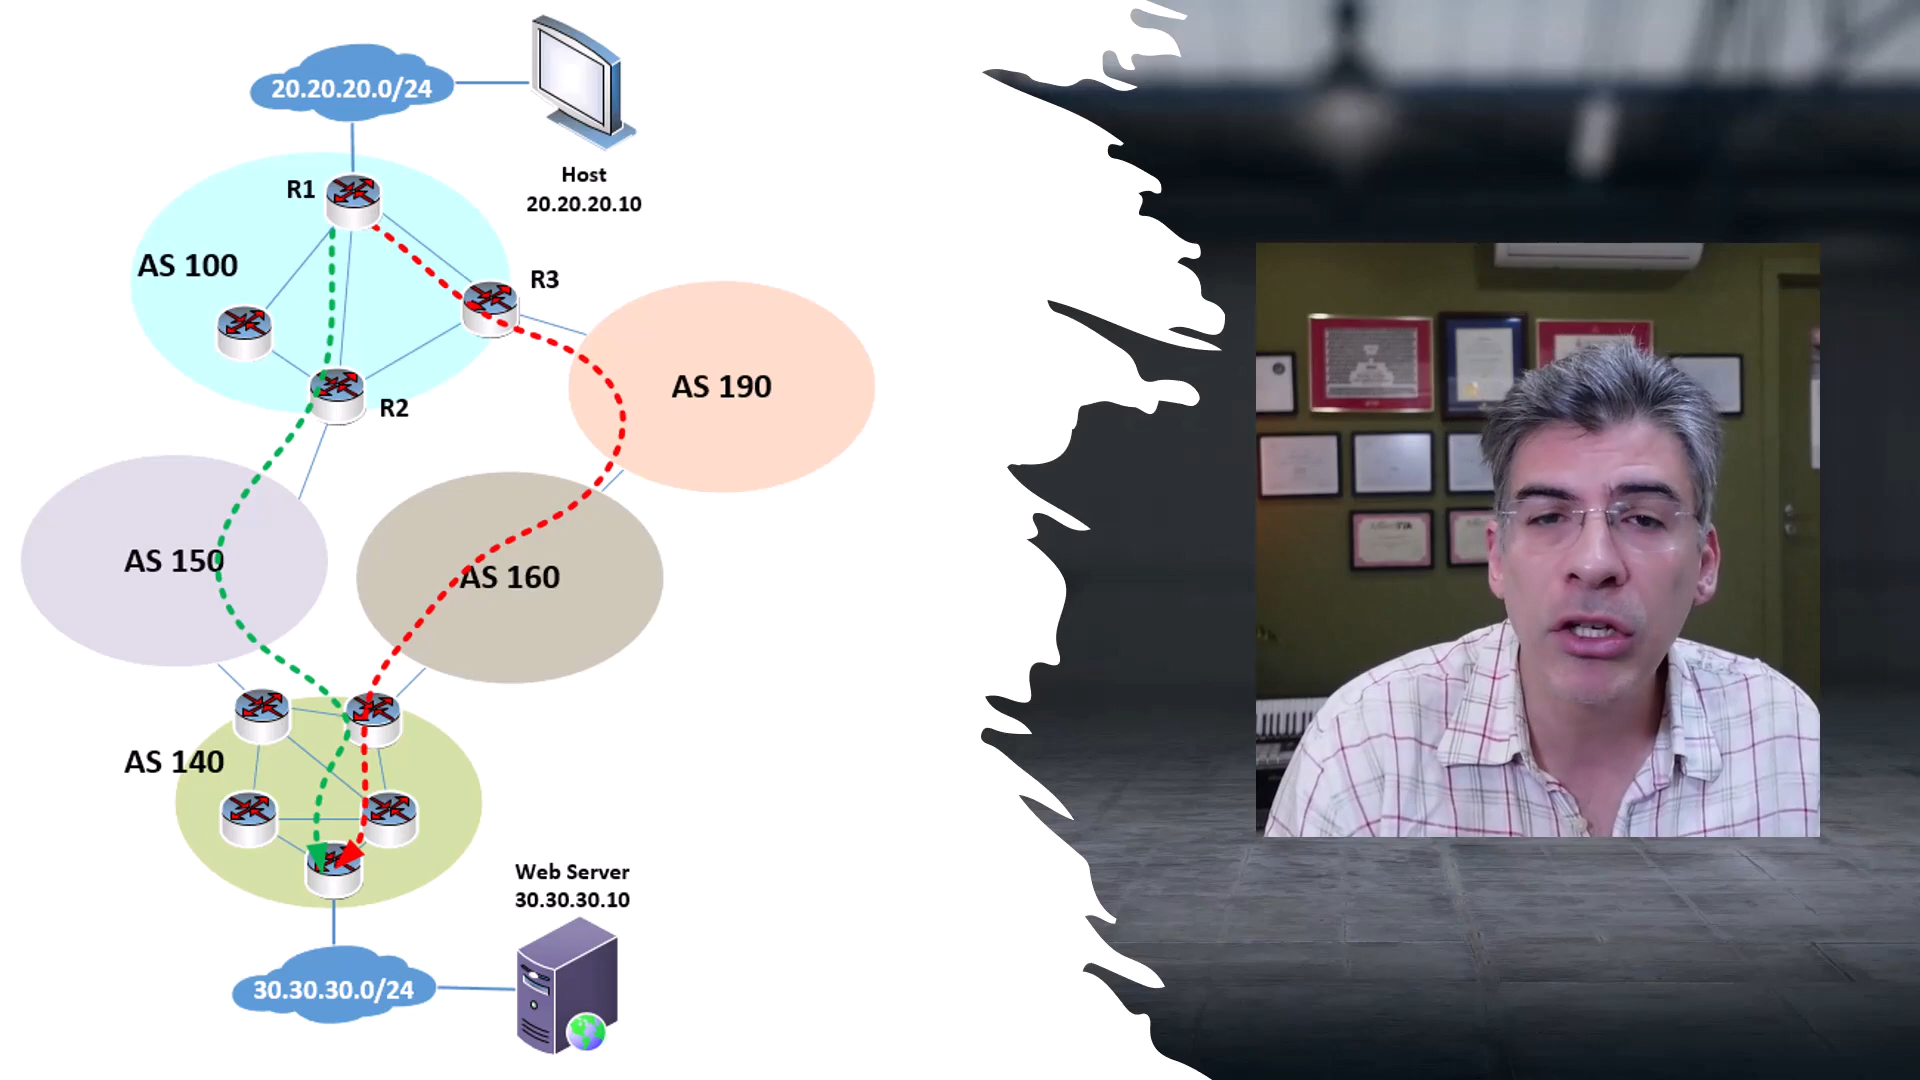 20.20.20.0/24
Host
20.20.20.10
R1
AS 100
R3
R2
AS 190
AS 150
AS 160
AS 140
Web Server
30.30.30.10
30.30.30.0/24